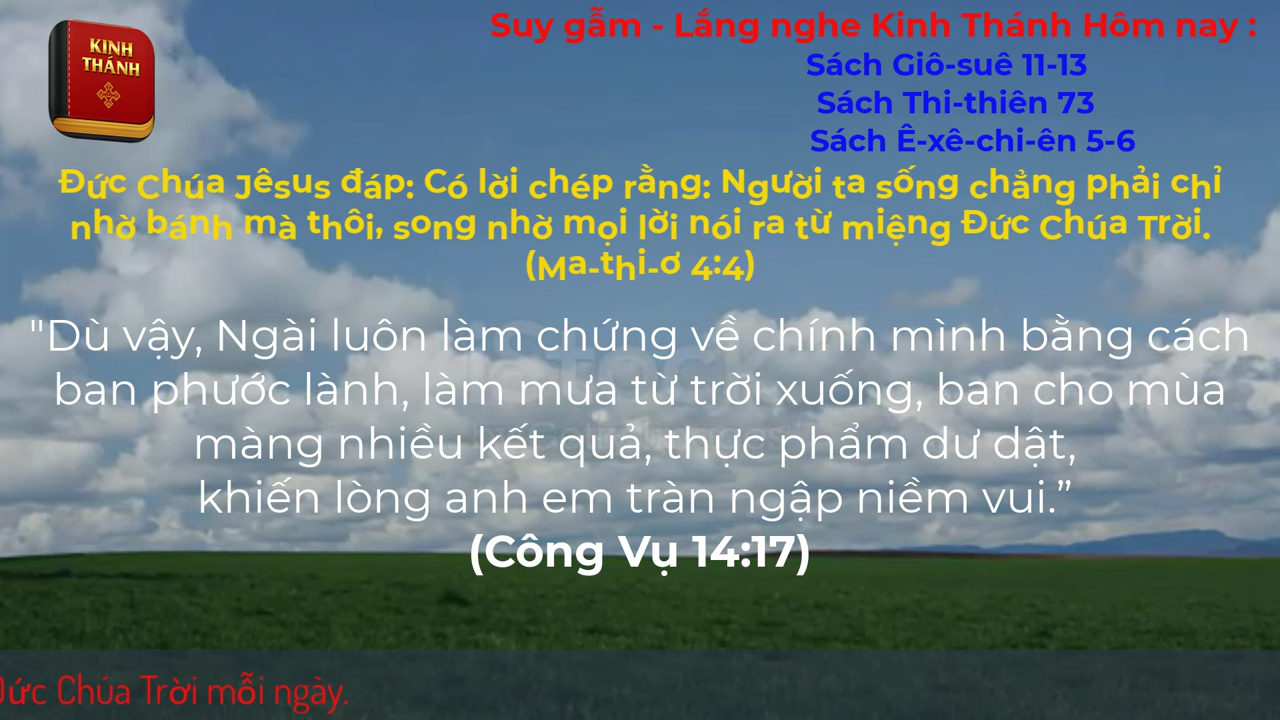 KINH
THÁNH
Suy gẫm - Lắng nghe Kinh Thánh Hôm nay :
Sách Giô-suê 11-13
Sách Thi-thiên 73
Sách Ê-xê-chi-ên 5-6
Đức Chúa Jêsus đáp: Có lời chép rằng: Người ta sống chẳng phải chỉ
nhờ bánh mà thôi, song nhờ mọi lời nói ra từ miệng Đức Chúa Trời.
(Ma-thi-ơ 4:4)
"Dù vậy, Ngài luôn làm chứng về chính mình bằng cách
ban phước lành, làm mưa từ trời xuống, ban cho mùa
màng nhiều kết quả, thực phẩm dư dật,
khiến lòng anh em tràn ngập niềm vui.”
(Công Vụ 14:17)
Đức Chúa Trời mỗi ngày.